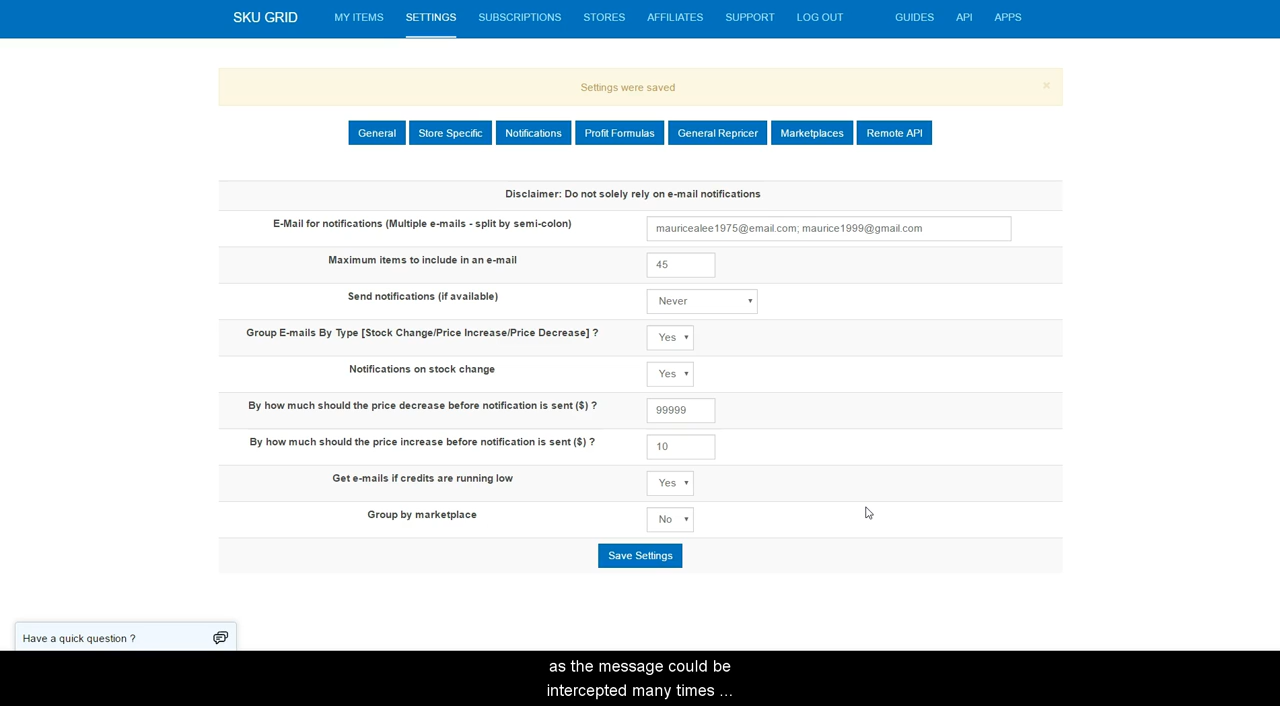 SKU GRID MY ITEMS SETTINGS SUBSCRIPTIONS STORES AFFILIATES SUPPORT LOG OUT GUIDES API APPS
Settings were saved ×
General Store Specific Notifications Profit Formulas General Repricer Marketplaces Remote API
Disclaimer: Do not solely rely on e-mail notifications
E-Mail for notifications (Multiple e-mails - split by semi-colon) mauricealee1975@email.com; maurice1999@gmail.com
Maximum items to include in an e-mail 45
Send notifications (if available) Never
Group E-mails By Type [Stock Change/Price Increase/Price Decrease] ? Yes
Notifications on stock change Yes
By how much should the price decrease before notification is sent ($) ? 99999
By how much should the price increase before notification is sent ($) ? 10
Get e-mails if credits are running low Yes
Group by marketplace No
Save Settings
Have a quick question ?
as the message could be
intercepted many times ...